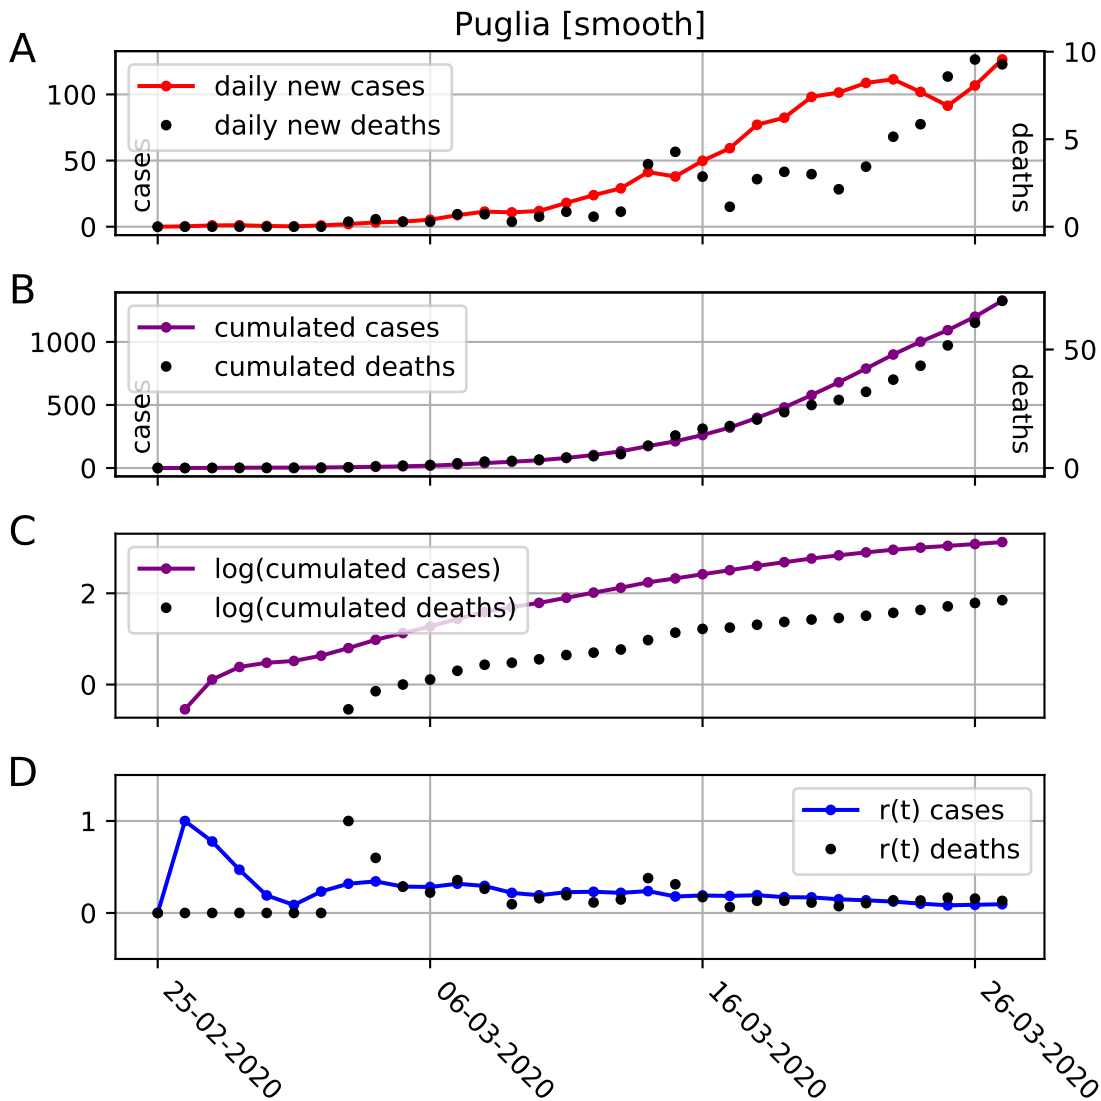 Puglia [smooth]
A
daily new cases
daily new deaths
100
50
0
cases
10
5
0
deaths
B
cumulated cases
cumulated deaths
1000
500
0
cases
50
0
deaths
C
log(cumulated cases)
log(cumulated deaths)
2
0
D
r(t) cases
r(t) deaths
1
0
25-02-2020
06-03-2020
16-03-2020
26-03-2020